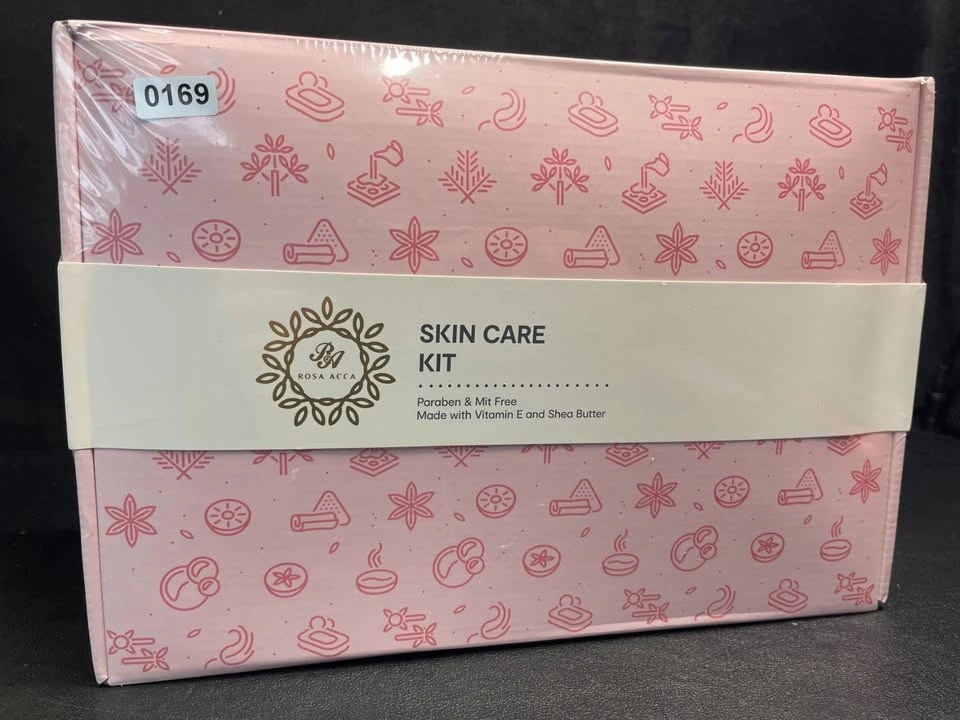 0169
RA
ROSA ACCA
SKIN CARE
KIT
Paraben & Mit Free
Made with Vitamin E and Shea Butter